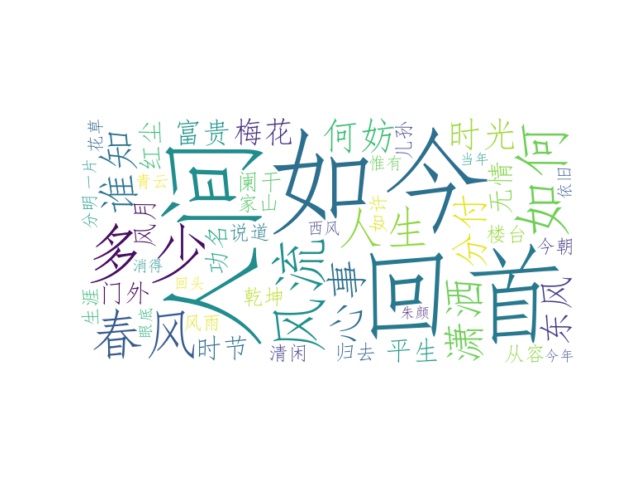 人间
如今
回首
多少
春风
风流
如何
谁知
心事
人生
潇洒
东风
分付
时光
何妨
梅花
富贵
红尘
花草
一片
分明
青云
风月
功名
阑干
家山
说道
惟有
儿孙
当年
无情
依旧
楼台
今朝
如许
西风
朱颜
门外
消得
回头
乾坤
生涯
眼底
风雨
时节
清闲
归去
平生
从容
今年